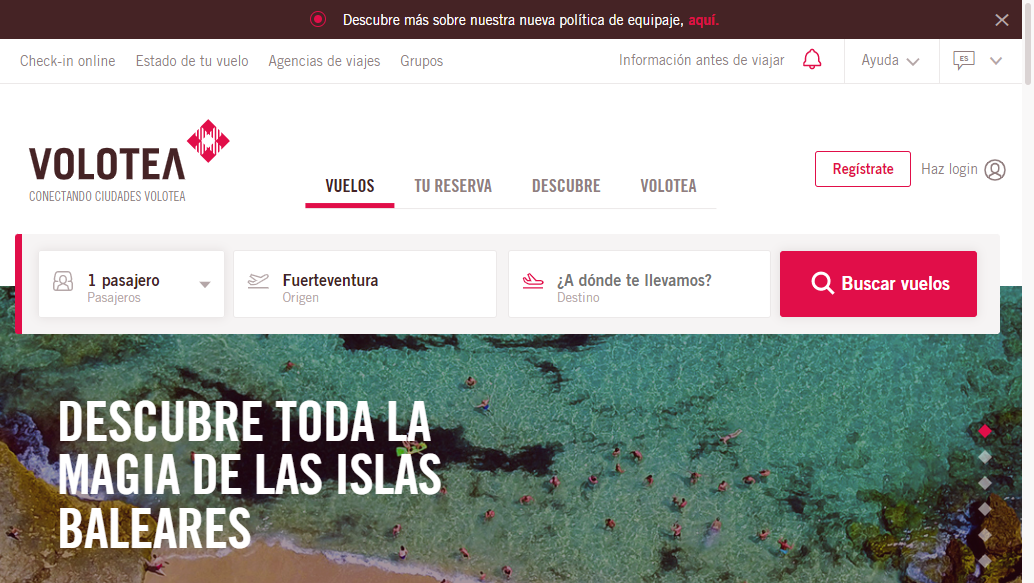 Descubre más sobre nuestra nueva política de equipaje, aquí.
Check-in online Estado de tu vuelo Agencias de viajes Grupos Información antes de viajar Ayuda ES
VOLOTEA
CONECTANDO CIUDADES VOLOTEA
VUELOS TU RESERVA DESCUBRE VOLOTEA
Regístrate Haz login
1 pasajero
Pasajeros
Fuerteventura
Origen
¿A dónde te llevamos?
Destino
Buscar vuelos
DESCUBRE TODA LA
MAGIA DE LAS ISLAS
BALEARES